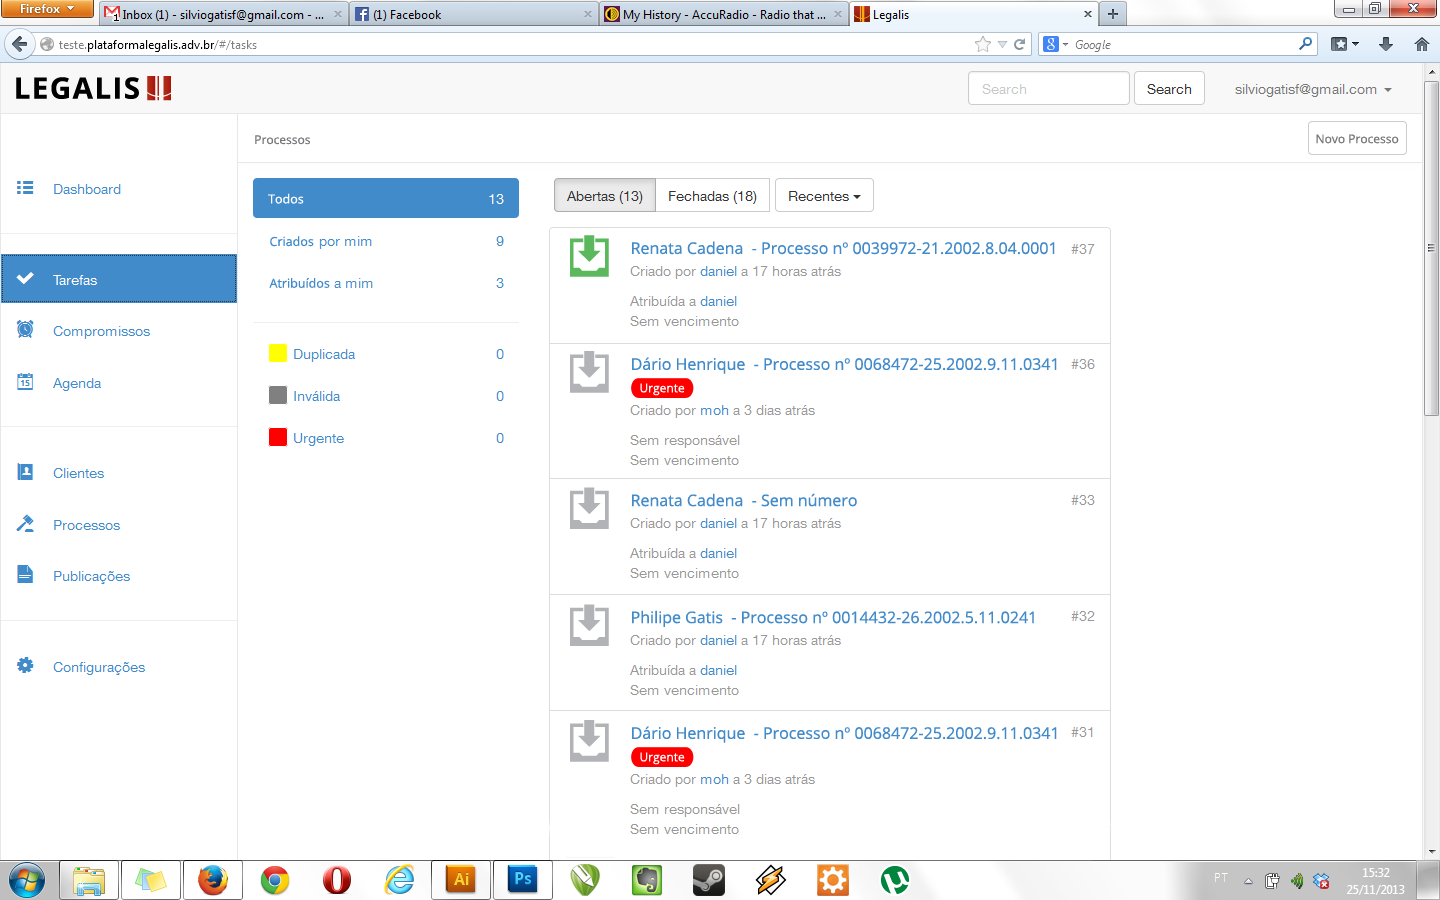 Firefox
Inbox (1) - silviogatisf@gmail.com - ...
(1) Facebook
My History - AccuRadio - Radio that ...
Legalis
teste.plataformalegalis.adv.br/#/tasks
Google
LEGALIS
Search
Search
silviogatisf@gmail.com
Processos
Novo Processo
Dashboard
Tarefas
Compromissos
15
Agenda
Clientes
Processos
Publicações
Configurações
Todos 13
Criados por mim 9
Atribuídos a mim 3
Duplicada 0
Inválida 0
Urgente 0
Abertas (13)
Fechadas (18)
Recentes
Renata Cadena - Processo nº 0039972-21.2002.8.04.0001 #37
Criado por daniel a 17 horas atrás
Atribuída a daniel
Sem vencimento
Dário Henrique - Processo nº 0068472-25.2002.9.11.0341 #36
Urgente
Criado por moh a 3 dias atrás
Sem responsável
Sem vencimento
Renata Cadena - Sem número #33
Criado por daniel a 17 horas atrás
Atribuída a daniel
Sem vencimento
Philipe Gatis - Processo nº 0014432-26.2002.5.11.0241 #32
Criado por daniel a 17 horas atrás
Atribuída a daniel
Sem vencimento
Dário Henrique - Processo nº 0068472-25.2002.9.11.0341 #31
Urgente
Criado por moh a 3 dias atrás
Sem responsável
Sem vencimento
Ai
Ps
PT
15:32
25/11/2013